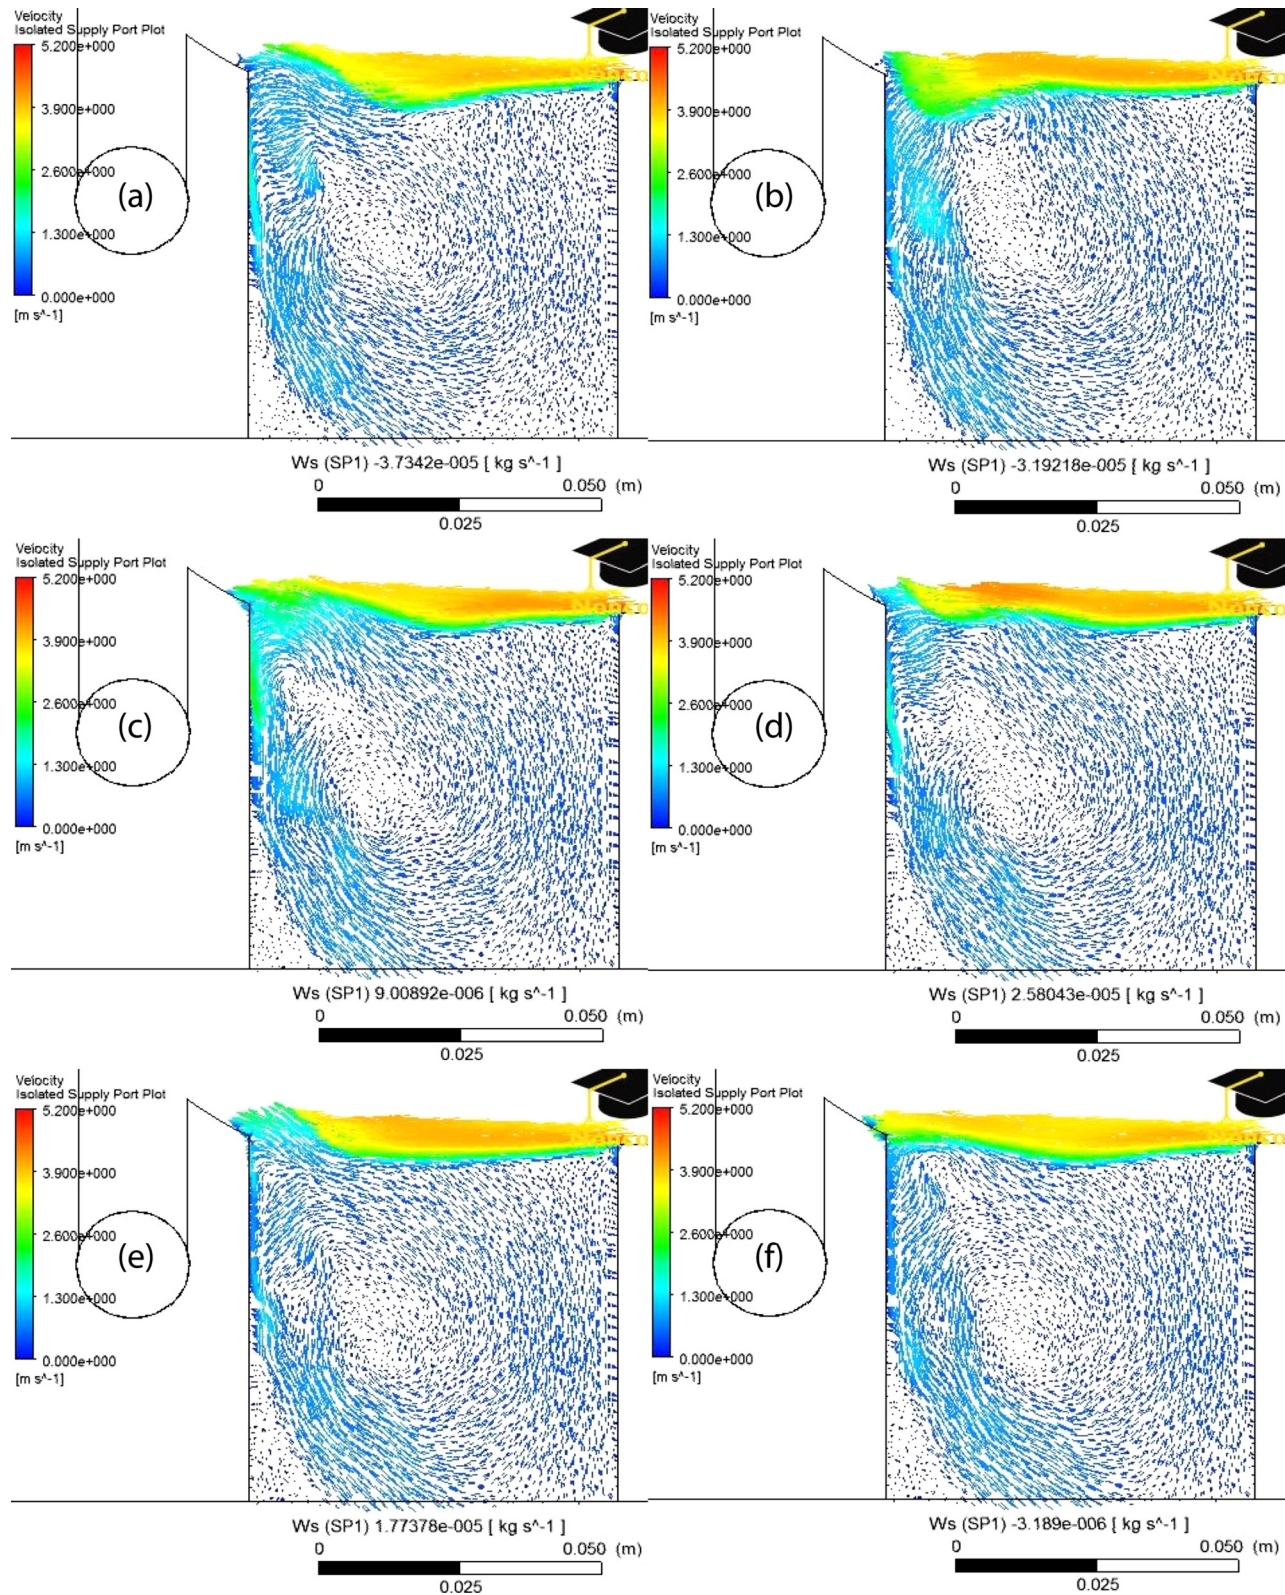 Velocity
Isolated Supply Port Plot
5.200e+000
3.900e+000
2.600e+000
1.300e+000
0.000e+000
[m s^-1]
(a)
Ws (SP1) -3.7342e-005 [ kg s^-1 ]
0 0.050 (m)
0.025
Velocity
Isolated Supply Port Plot
5.200e+000
3.900e+000
2.600e+000
1.300e+000
0.000e+000
[m s^-1]
(b)
Ws (SP1) -3.19218e-005 [ kg s^-1 ]
0 0.050 (m)
0.025
Velocity
Isolated Supply Port Plot
5.200e+000
3.900e+000
2.600e+000
1.300e+000
0.000e+000
[m s^-1]
(c)
Ws (SP1) 9.00892e-006 [ kg s^-1 ]
0 0.050 (m)
0.025
Velocity
Isolated Supply Port Plot
5.200e+000
3.900e+000
2.600e+000
1.300e+000
0.000e+000
[m s^-1]
(d)
Ws (SP1) 2.58043e-005 [ kg s^-1 ]
0 0.050 (m)
0.025
Velocity
Isolated Supply Port Plot
5.200e+000
3.900e+000
2.600e+000
1.300e+000
0.000e+000
[m s^-1]
(e)
Ws (SP1) 1.77378e-005 [ kg s^-1 ]
0 0.050 (m)
0.025
Velocity
Isolated Supply Port Plot
5.200e+000
3.900e+000
2.600e+000
1.300e+000
0.000e+000
[m s^-1]
(f)
Ws (SP1) -3.189e-006 [ kg s^-1 ]
0 0.050 (m)
0.025